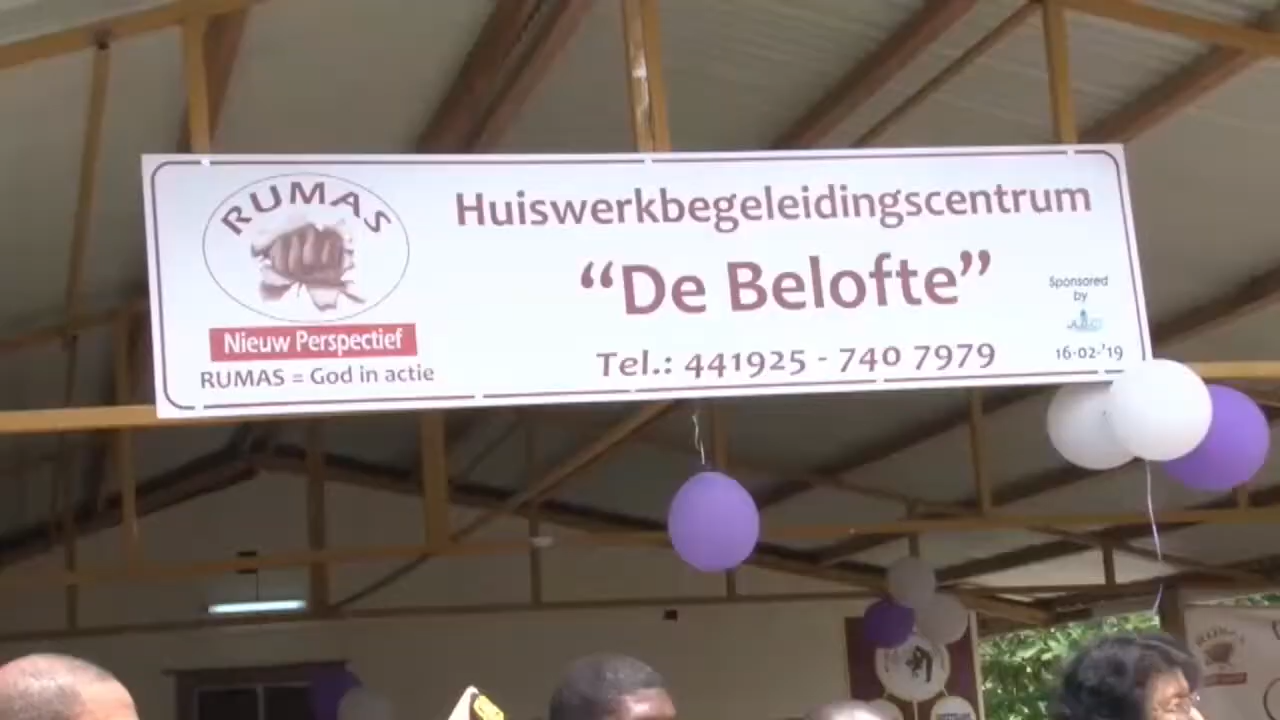 RUMAS
Nieuw Perspectief
RUMAS = God in actie
Huiswerkbegeleidingscentrum
“De Belofte”
Tel.: 441925 - 740 7979
Sponsored
by
16-02-'19